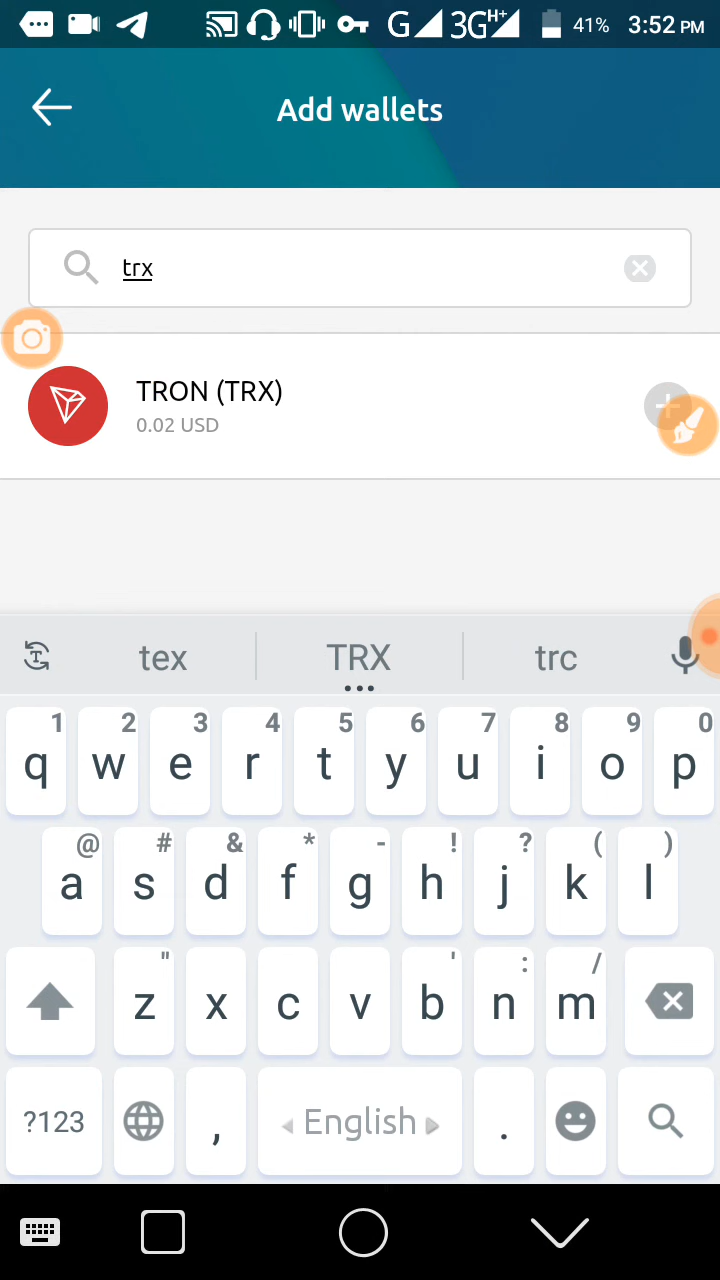 G 3G H+ 41% 3:52 PM
Add wallets
trx
TRON (TRX)
0.02 USD
tex TRX trc
1 2 3 4 5 6 7 8 9 0
q w e r t y u i o p
@ # & * - ! ? ( )
a s d f g h j k l
" ' : /
z x c v b n m
?123 , English .